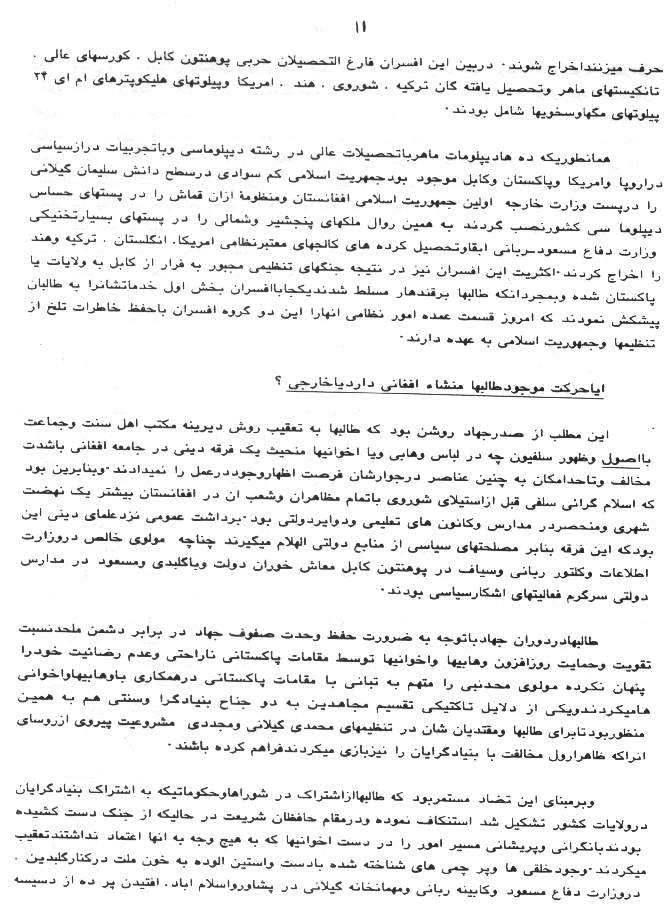 ۱۱
حرف میزننداخراج شوند. دربین این افسران فارغ التحصیلان حربی پوهنتون کابل . کورسهای عالی .
تانکیستهای ماهر وتحصیل یافته گان ترکیه . شوروی . هند . امریکا وپیلوتهای هلیکوپترهای ام ای ۲۴
پیلوتهای مگهاوسخویها شامل بودند.
همانطوریکه ده هادیپلومات ماهرباتحصیلات عالی در رشته دیپلوماسی وباتجربیات درازسیاسی
دراروپا وامریکا وپاکستان وکابل موجود بودجمهریت اسلامی کم سوادی درسطح دانش سلیمان گیلانی
را درپست وزارت خارجه اولین جمهوریت اسلامی افغانستان ومنظومهٔ ازان قماش را در پستهای حساس
دیپلوما سی کشورنصب گردند به همین روال ملکهای پنجشیر وشمالی را در پستهای بسیارتخنیکی
وزارت دفاع مسعود-ربانی ابقاوتحصیل کرده های کالجهای معتبرنظامی امریکا. انگلستان . ترکیه وهند
را اخراج کردند.اکثریت این افسران نیز در نتیجه جنگهای تنظیمی مجبور به فرار از کابل به ولایات یا
پاکستان شده وبمجردانکه طالبها برقندهار مسلط شدندیکجاباافسران بخش اول خدماتشانرا به طالبان
پیشکش نمودند که امروز قسمت عمده امور نظامی انهارا این دو گروه افسران باحفظ خاطرات تلخ از
تنظیمها وجمهوریت اسلامی به عهده دارند.
ایاحرکت موجودطالبها منشاء افغانی داردیاخارجی ؟
این مطلب از صدرجهاد روشن بود که طالبها به تعقیب روش دیرینه مکتب اهل سنت وجماعت
بااصول وظهور سلفیون چه در لباس وهابی ویا اخوانیها منحیث یک فرقه دینی در جامعه افغانی باشدت
مخالف وتاحدامکان به چنین عناصر درجوارشان فرصت اظهاروجوددرعمل را نمیدادند.وبنابرین بود
که اسلام گرانی سلفی قبل ازاستیلای شوروی باتمام مظاهران وشعب ان در افغانستان بیشتر یک نهضت
شهری ومنحصردر مدارس وکانون های تعلیمی ودوایردولتی بود.برداشت عمومی نزدعلمای دینی این
بودکه این فرقه بنابر مصلحتهای سیاسی از منابع دولتی الهلام میگیرند چناچه مولوی خالص دروزارت
اطلاعات وکلتور ربانی وسیاف در پوهنتون کابل معاش خوران دولت وباگلبدی ومسعود در مدارس
دولتی سرگرم فعالیتهای اشکارسیاسی بودند.
طالبهادردوران جهادباتوجه به ضرورت حفظ وحدت صفوف جهاد در برابر دشمن ملحدنسبت
تقویت وحمایت روزافزون وهابیها واخوانیها توسط مقامات پاکستانی ناراحتی وعدم رضائیت خودرا
پنهان نکرده مولوی محدنبی را متهم به تبانی با مقامات پاکستانی درهمکاری باوهابیهاواخوانی
هامیکردندویکی از دلایل تاکتیکی تقسیم مجاهدین به دو جناح بنیادگرا وسنتی هم به همین
منظوربودتابرای طالبها ومقتدیان شان در تنظیمهای محمدی گیلانی ومجددی مشروعیت پیروی ازروسای
انراکه ظاهرارول مخالفت با بنیادگرایان را نیزبازی میکردندفراهم کرده باشند.
وبرمبنای این تضاد مستمربود که طالبهاازاشتراک در شوراهاوحکوماتیکه به اشتراک بنیادگرایان
درولایات کشور تشکیل شد استنکاف نموده ودرمقام حافظان شریعت در حالیکه از جنک دست کشیده
بودندبانگرانی وپریشانی مسیر امور را در دست اخوانیها که به هیچ وجه به انها اعتماد نداشتندتعقیب
میکردند.وجودخلقی ها وپر چمی های شناخته شده بادست واستین الوده به خون ملت درکنارگلبدین .
دروزارت دفاع مسعود وکابینه ربانی ومهمانخانه گیلانی در پشاورواسلام اباد. افتیدن پر ده از دسیسه